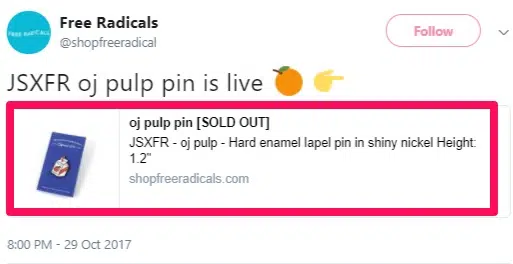 FREE RADICALS
Free Radicals
@shopfreeradical
Follow
JSXFR oj pulp pin is live 🍊 👉
oj pulp pin [SOLD OUT]
JSXFR - oj pulp - Hard enamel lapel pin in shiny nickel Height:
1.2"
shopfreeradicals.com
8:00 PM - 29 Oct 2017